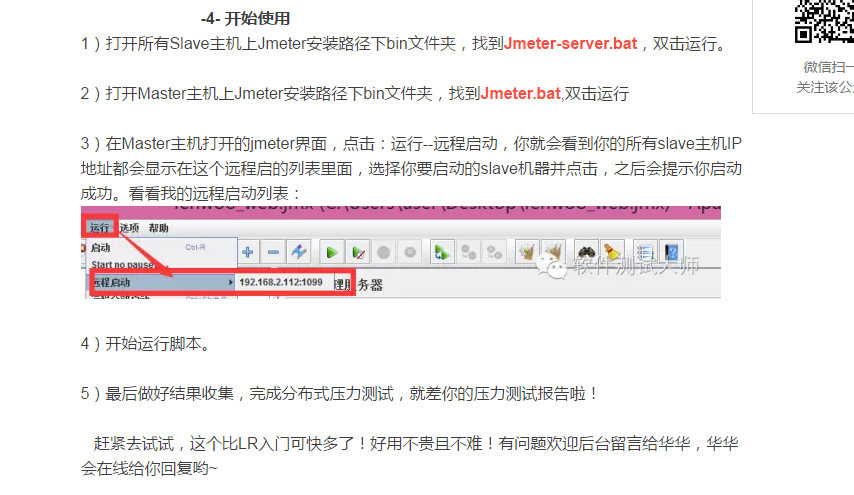 -4- 开始使用
1）打开所有Slave主机上Jmeter安装路径下bin文件夹，找到Jmeter-server.bat，双击运行。
2）打开Master主机上Jmeter安装路径下bin文件夹，找到Jmeter.bat,双击运行
3）在Master主机打开的jmeter界面，点击：运行--远程启动，你就会看到你的所有slave主机IP
地址都会显示在这个远程启的列表里面，选择你要启动的slave机器并点击，之后会提示你启动
成功。看看我的远程启动列表：
运行 选项 帮助
启动 Ctrl-R
Start no pauses
远程启动 192.168.2.112:1099 理服务器
软件测试大师
4）开始运行脚本。
5）最后做好结果收集，完成分布式压力测试，就差你的压力测试报告啦！
赶紧去试试，这个比LR入门可快多了！好用不贵且不难！有问题欢迎后台留言给华华，华华
会在线给你回复哟~
微信扫一
关注该公